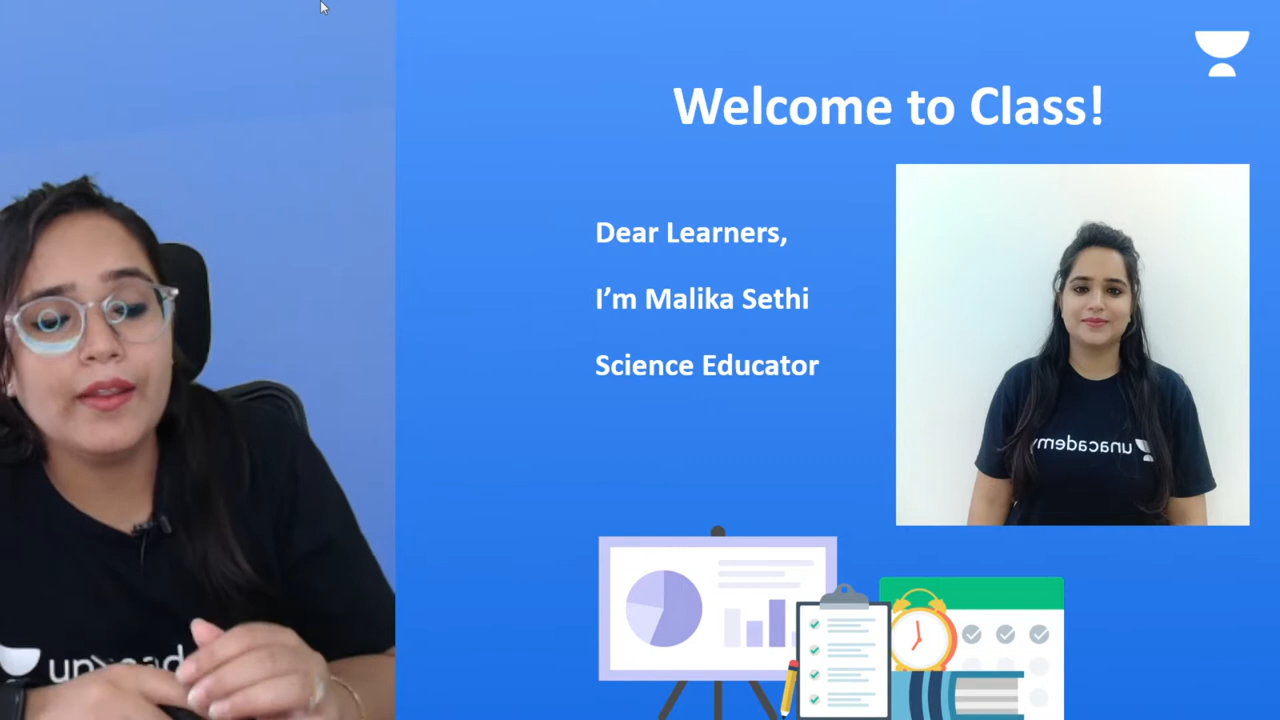 Welcome to Class!
Dear Learners,
I’m Malika Sethi
Science Educator
unacademy